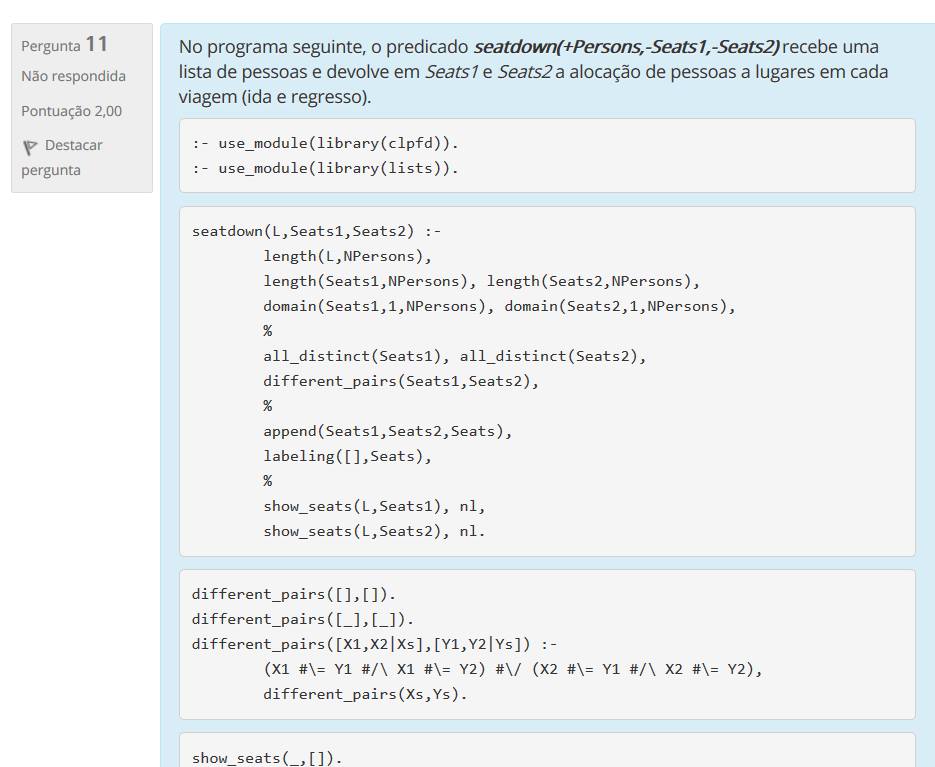 Pergunta 11
Não respondida
Pontuação 2,00
Destacar
pergunta
No programa seguinte, o predicado seatdown(+Persons,-Seats1,-Seats2) recebe uma
lista de pessoas e devolve em Seats1 e Seats2 a alocação de pessoas a lugares em cada
viagem (ida e regresso).
:- use_module(library(clpfd)).
:- use_module(library(lists)).
seatdown(L,Seats1,Seats2) :-
length(L,NPersons),
length(Seats1,NPersons), length(Seats2,NPersons),
domain(Seats1,1,NPersons), domain(Seats2,1,NPersons),
%
all_distinct(Seats1), all_distinct(Seats2),
different_pairs(Seats1,Seats2),
%
append(Seats1,Seats2,Seats),
labeling([],Seats),
%
show_seats(L,Seats1), nl,
show_seats(L,Seats2), nl.
different_pairs([],[]).
different_pairs([_],[_]).
different_pairs([X1,X2|Xs],[Y1,Y2|Ys]) :-
(X1 #\= Y1 #/\ X1 #\= Y2) #\/ (X2 #\= Y1 #/\ X2 #\= Y2),
different_pairs(Xs,Ys).
show_seats(_,[]).